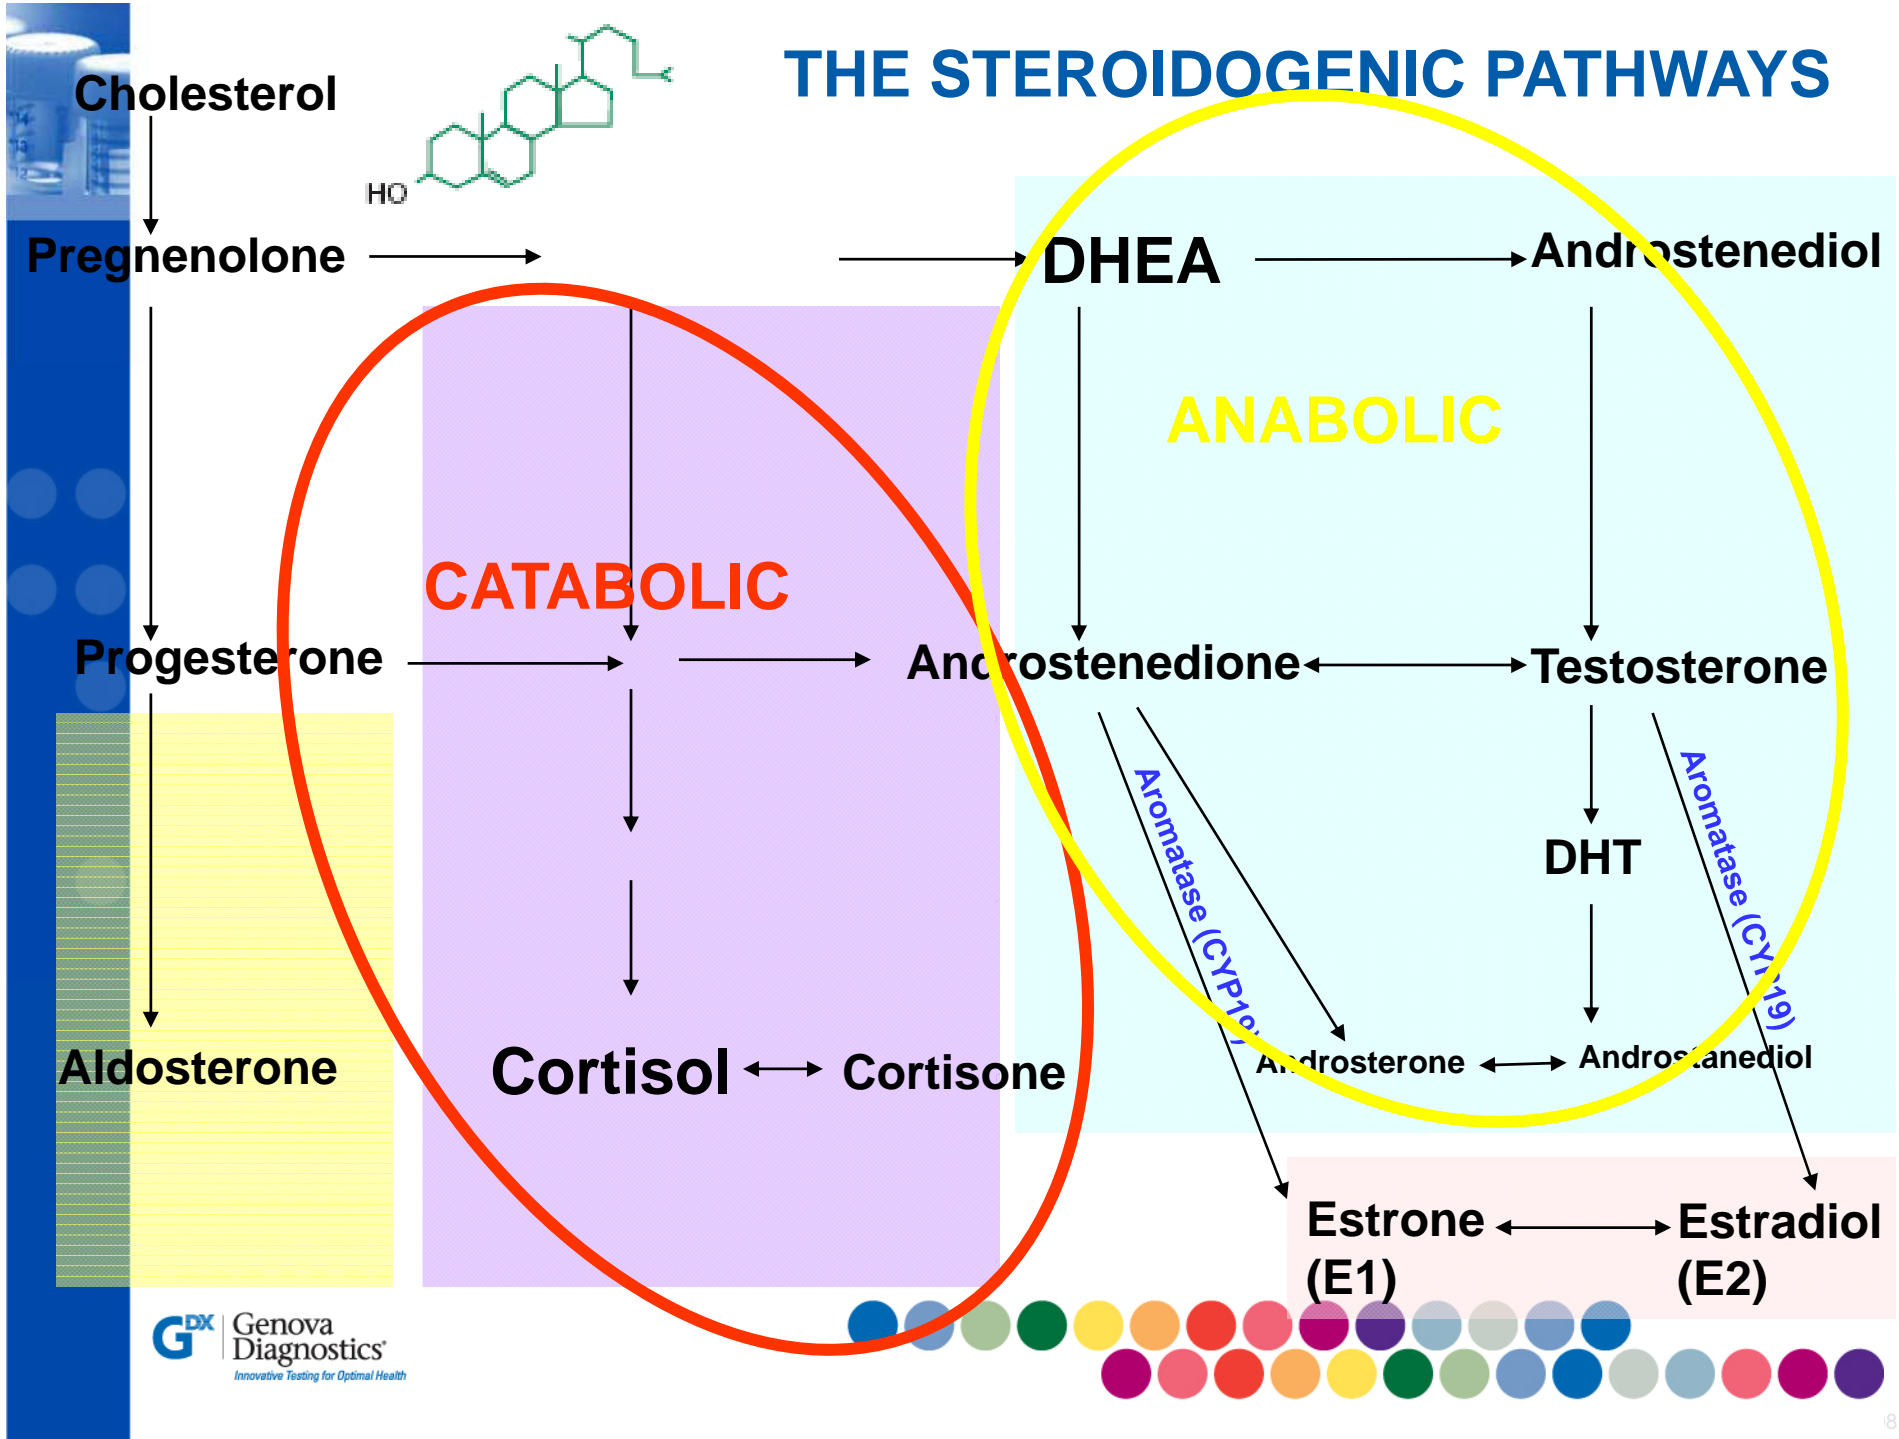 THE STEROIDOGENIC PATHWAYS
Cholesterol
HO
Pregnenolone
DHEA
Androstenediol
ANABOLIC
CATABOLIC
Progesterone
Androstenedione
Testosterone
Aromatase (CYP19)
Aromatase (CYP19)
DHT
Aldosterone
Cortisol
Cortisone
Androsterone
Androstanediol
Estrone
(E1)
Estradiol
(E2)
GDX
Genova
Diagnostics®
Innovative Testing for Optimal Health